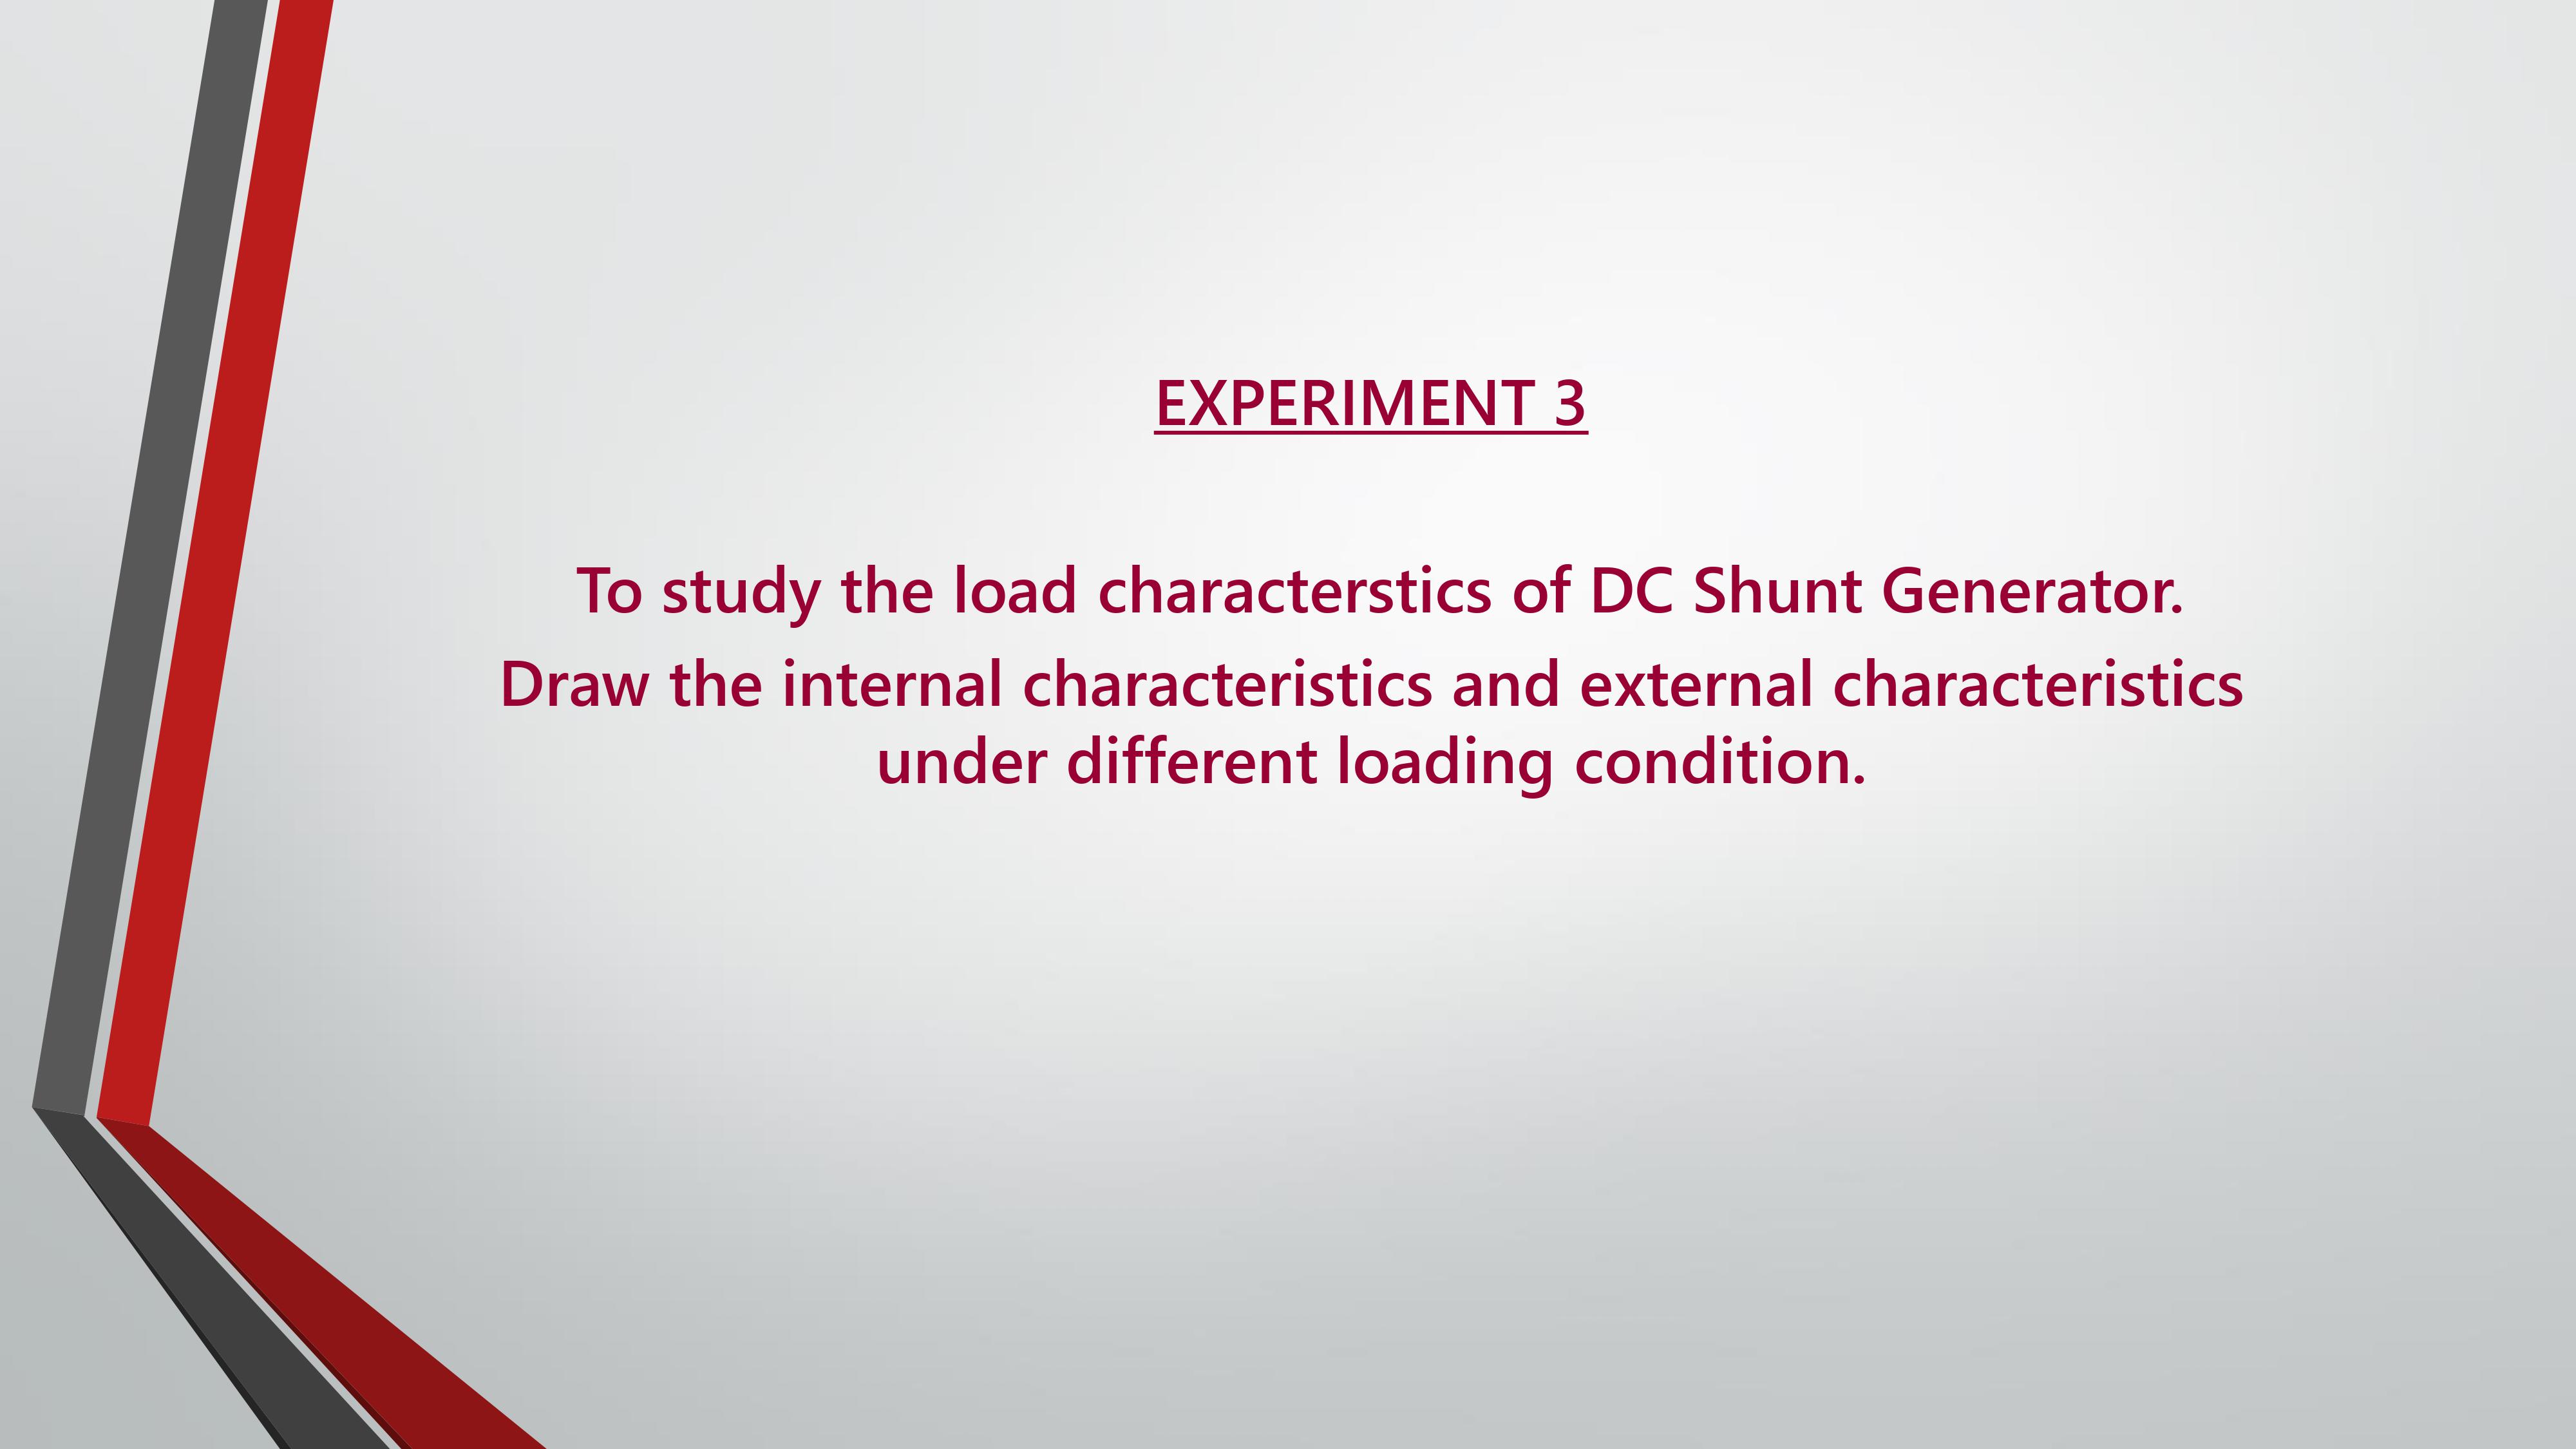 EXPERIMENT 3
To study the load characterstics of DC Shunt Generator.
Draw the internal characteristics and external characteristics
under different loading condition.